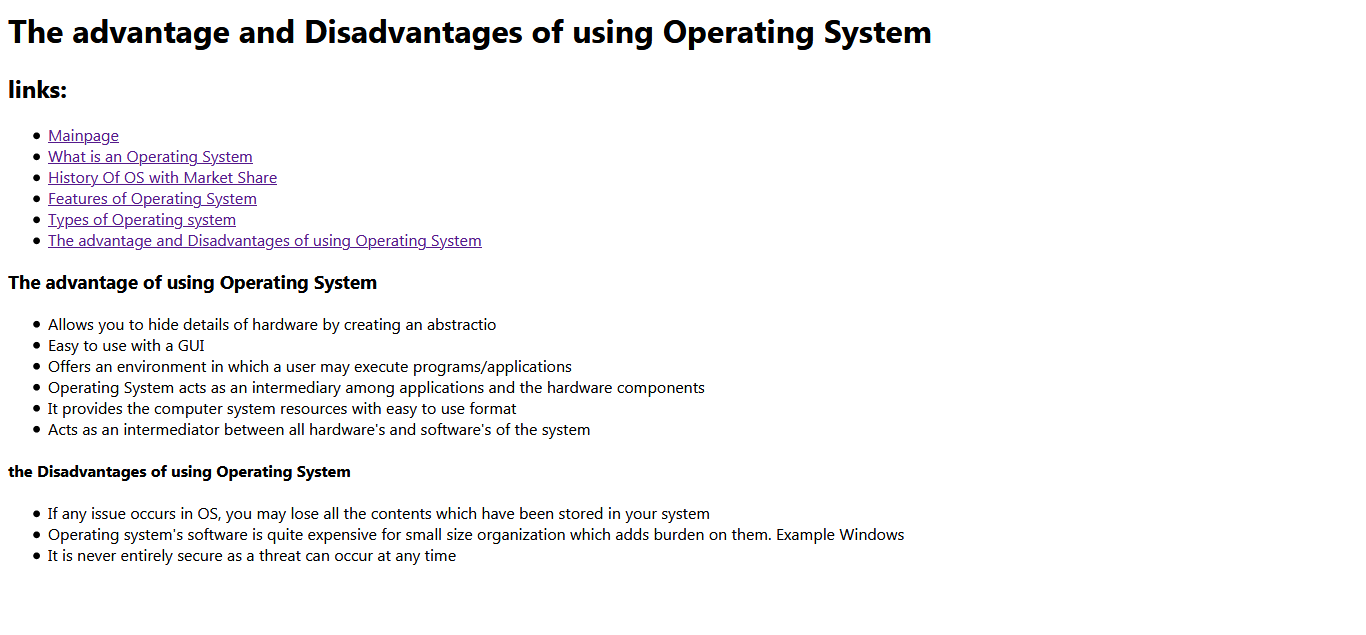 The advantage and Disadvantages of using Operating System
links:
Mainpage
What is an Operating System
History Of OS with Market Share
Features of Operating System
Types of Operating system
The advantage and Disadvantages of using Operating System
The advantage of using Operating System
Allows you to hide details of hardware by creating an abstractio
Easy to use with a GUI
Offers an environment in which a user may execute programs/applications
Operating System acts as an intermediary among applications and the hardware components
It provides the computer system resources with easy to use format
Acts as an intermediator between all hardware's and software's of the system
the Disadvantages of using Operating System
If any issue occurs in OS, you may lose all the contents which have been stored in your system
Operating system's software is quite expensive for small size organization which adds burden on them. Example Windows
It is never entirely secure as a threat can occur at any time